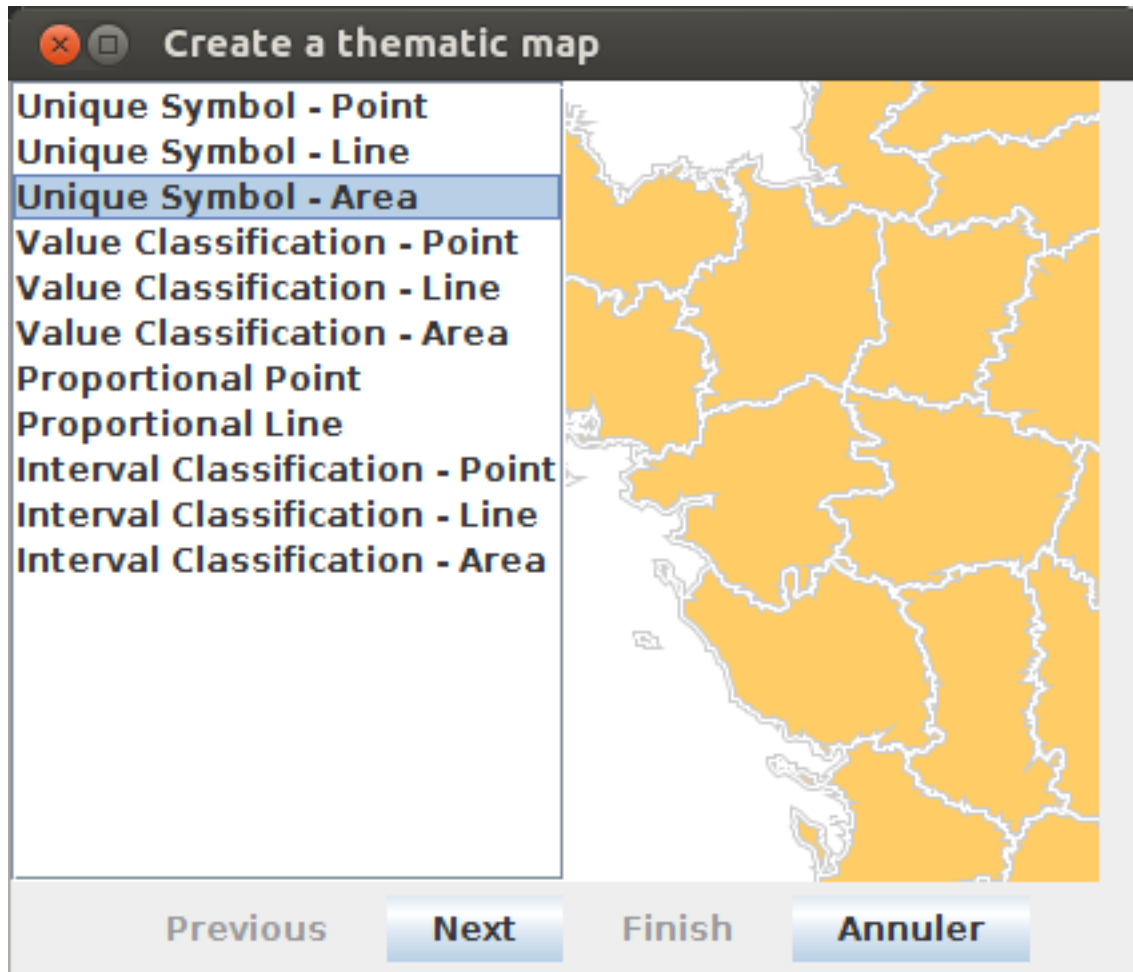 Create a thematic map
Unique Symbol - Point
Unique Symbol - Line
Unique Symbol - Area
Value Classification - Point
Value Classification - Line
Value Classification - Area
Proportional Point
Proportional Line
Interval Classification - Point
Interval Classification - Line
Interval Classification - Area
Previous Next Finish Annuler